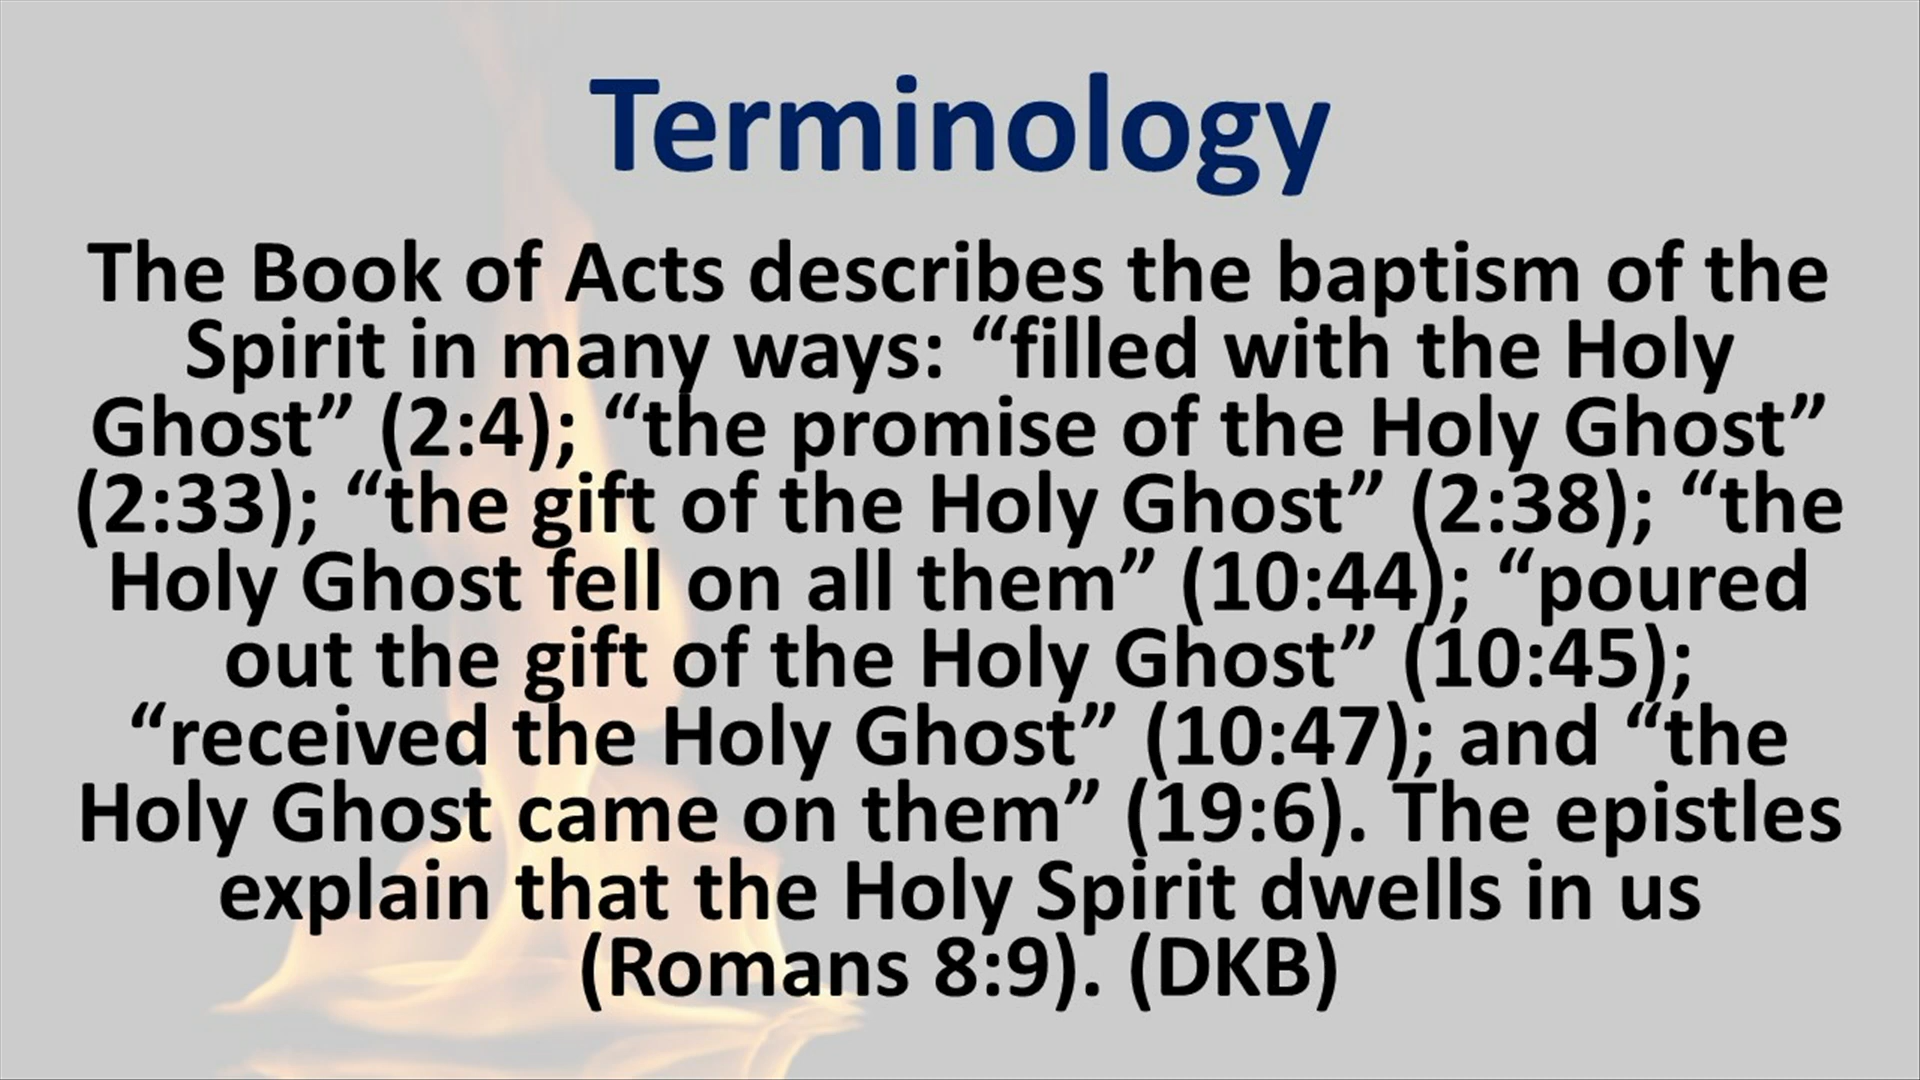 Terminology
The Book of Acts describes the baptism of the
Spirit in many ways: “filled with the Holy
Ghost” (2:4); “the promise of the Holy Ghost”
(2:33); “the gift of the Holy Ghost” (2:38); “the
Holy Ghost fell on all them” (10:44); “poured
out the gift of the Holy Ghost” (10:45);
“received the Holy Ghost” (10:47); and “the
Holy Ghost came on them” (19:6). The epistles
explain that the Holy Spirit dwells in us
(Romans 8:9). (DKB)